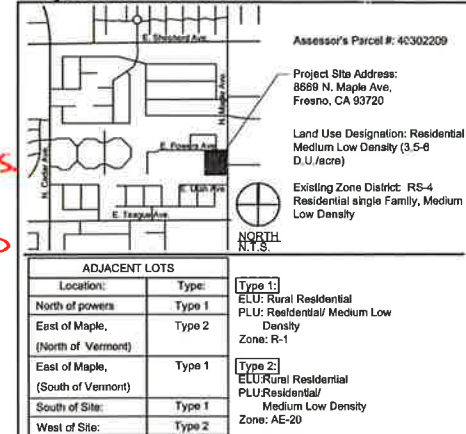 E. Shepherd Ave.
Assessor's Parcel #: 40302209
Project Site Address:
8669 N. Maple Ave,
Fresno, CA 93720
N. Maple Ave.
Land Use Designation: Residential
Medium Low Density (3.5-6
D.U./acre)
E. Powers Ave.
N. Cedar Ave.
S.
Existing Zone District: RS-4
Residential single Family, Medium
Low Density
E. Utah Ave.
E. Teague Ave.
NORTH
N.T.S.
ADJACENT LOTS
Location: Type:
North of powers Type 1
East of Maple, Type 2
(North of Vermont)
East of Maple, Type 1
(South of Vermont)
South of Site: Type 1
West of Site: Type 2
Type 1:
ELU: Rural Residential
PLU: Residential/ Medium Low
Density
Zone: R-1
Type 2:
ELU:Rural Residential
PLU:Residential/
Medium Low Density
Zone: AE-20